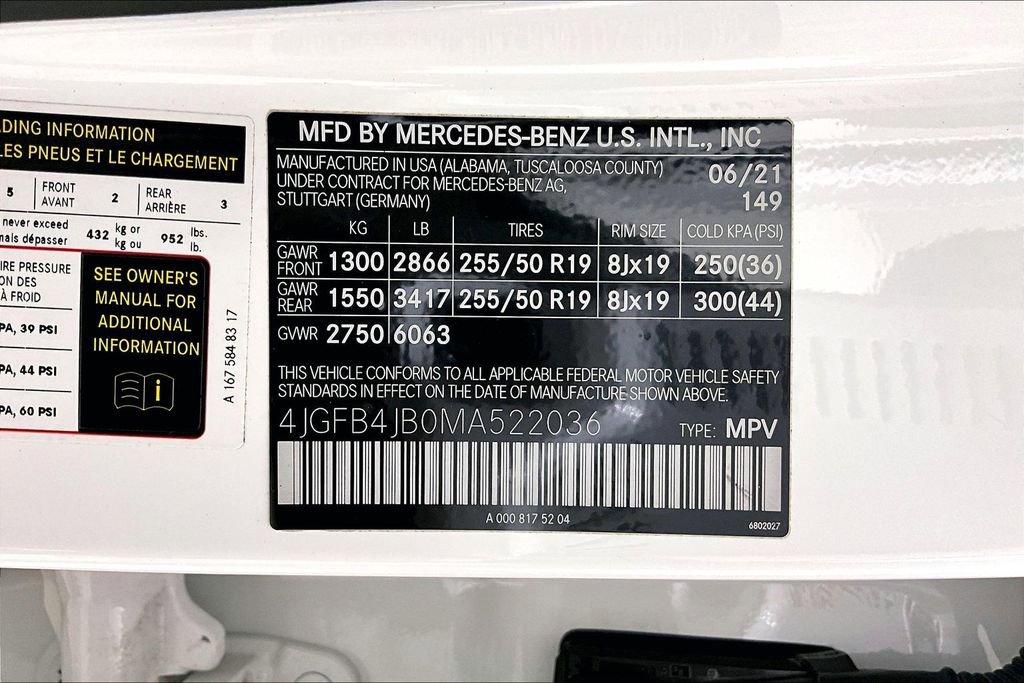 DING INFORMATION
LES PNEUS ET LE CHARGEMENT
5 FRONT AVANT 2 REAR ARRIÈRE 3
never exceed
mais dépasser 432 kg or kg ou 952 lbs. lb.
IRE PRESSURE
ON DES
À FROID
PA, 39 PSI
PA, 44 PSI
PA, 60 PSI
SEE OWNER'S
MANUAL FOR
ADDITIONAL
INFORMATION
i
A 167 584 83 17
MFD BY MERCEDES-BENZ U.S. INTL., INC
MANUFACTURED IN USA (ALABAMA, TUSCALOOSA COUNTY) 06/21
UNDER CONTRACT FOR MERCEDES-BENZ AG,
STUTTGART (GERMANY) 149
KG LB TIRES RIM SIZE COLD KPA (PSI)
GAWR FRONT 1300 2866 255/50 R19 8Jx19 250(36)
GAWR REAR 1550 3417 255/50 R19 8Jx19 300(44)
GVWR 2750 6063
THIS VEHICLE CONFORMS TO ALL APPLICABLE FEDERAL MOTOR VEHICLE SAFETY
STANDARDS IN EFFECT ON THE DATE OF MANUFACTURE SHOWN ABOVE.
4JGFB4JB0MA522036 TYPE: MPV
A 000 817 52 04
6802027